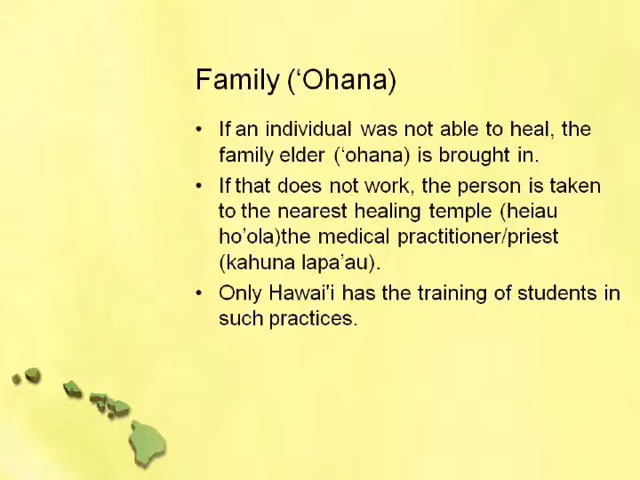 Family (‘Ohana)
• If an individual was not able to heal, the
family elder (‘ohana) is brought in.
• If that does not work, the person is taken
to the nearest healing temple (heiau
ho’ola)the medical practitioner/priest
(kahuna lapa’au).
• Only Hawai'i has the training of students in
such practices.